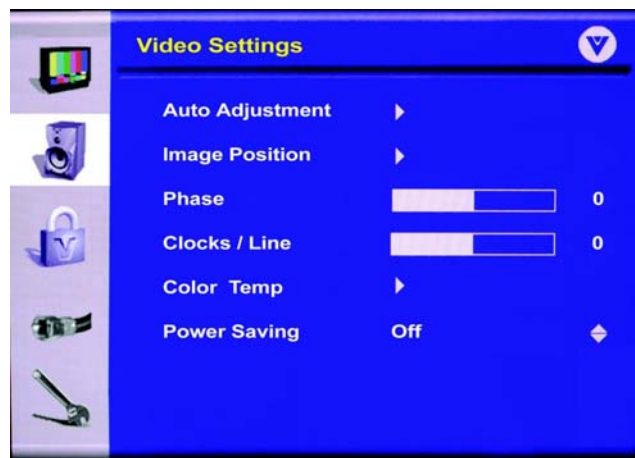 Video Settings
Auto Adjustment
Image Position
Phase 0
Clocks / Line 0
Color Temp
Power Saving Off